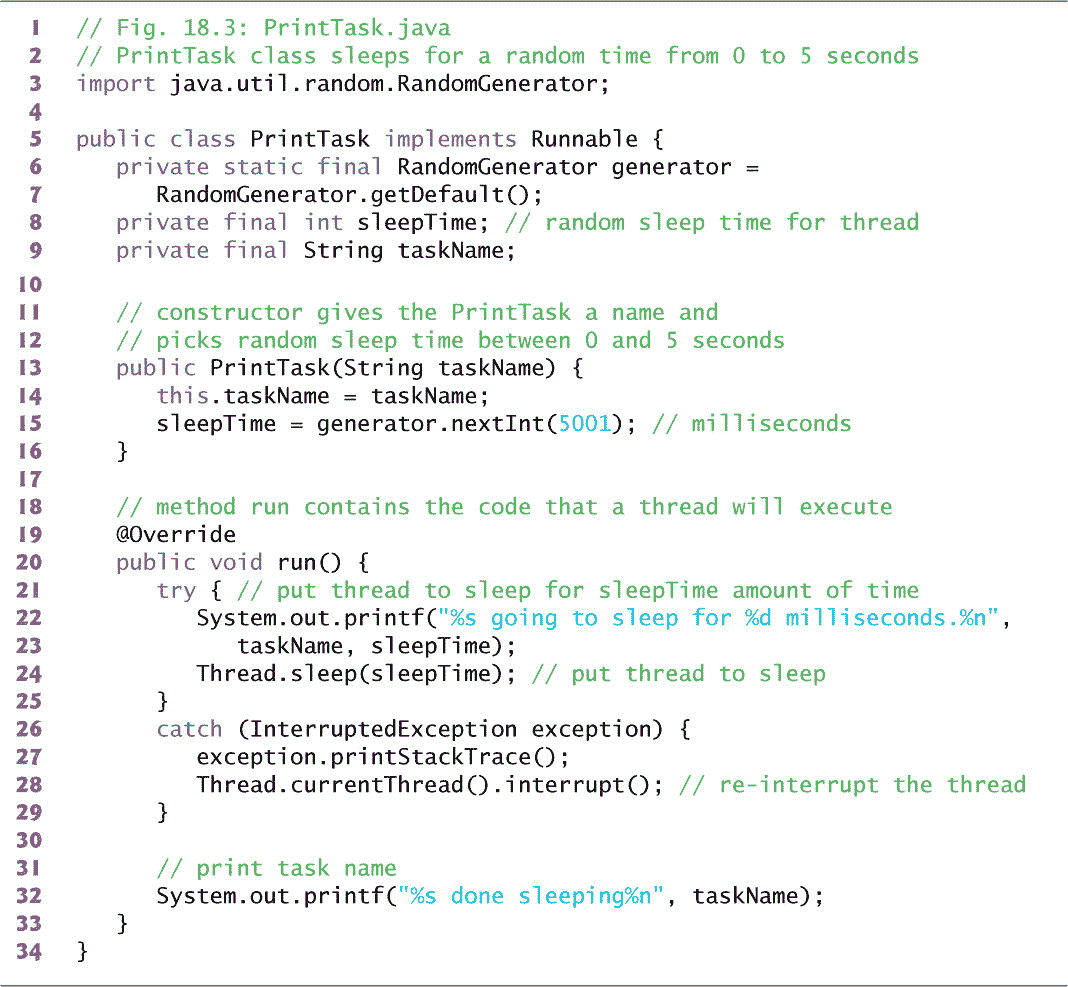 1 // Fig. 18.3: PrintTask.java
2 // PrintTask class sleeps for a random time from 0 to 5 seconds
3 import java.util.random.RandomGenerator;
4
5 public class PrintTask implements Runnable {
6    private static final RandomGenerator generator =
7       RandomGenerator.getDefault();
8    private final int sleepTime; // random sleep time for thread
9    private final String taskName;
10
11    // constructor gives the PrintTask a name and
12    // picks random sleep time between 0 and 5 seconds
13    public PrintTask(String taskName) {
14       this.taskName = taskName;
15       sleepTime = generator.nextInt(5001); // milliseconds
16    }
17
18    // method run contains the code that a thread will execute
19    @Override
20    public void run() {
21       try { // put thread to sleep for sleepTime amount of time
22          System.out.printf("%s going to sleep for %d milliseconds.%n",
23             taskName, sleepTime);
24          Thread.sleep(sleepTime); // put thread to sleep
25       }
26       catch (InterruptedException exception) {
27          exception.printStackTrace();
28          Thread.currentThread().interrupt(); // re-interrupt the thread
29       }
30
31       // print task name
32       System.out.printf("%s done sleeping%n", taskName);
33    }
34 }